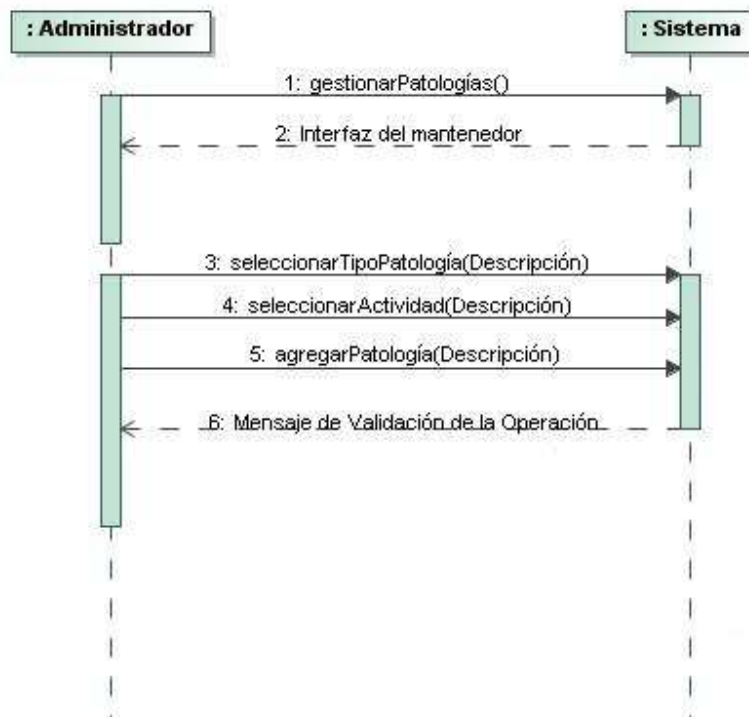 : Administrador
: Sistema
1: gestionarPatologías()
2: Interfaz del mantenedor
3: seleccionarTipoPatología(Descripción)
4: seleccionarActividad(Descripción)
5: agregarPatología(Descripción)
6: Mensaje de Validación de la Operación